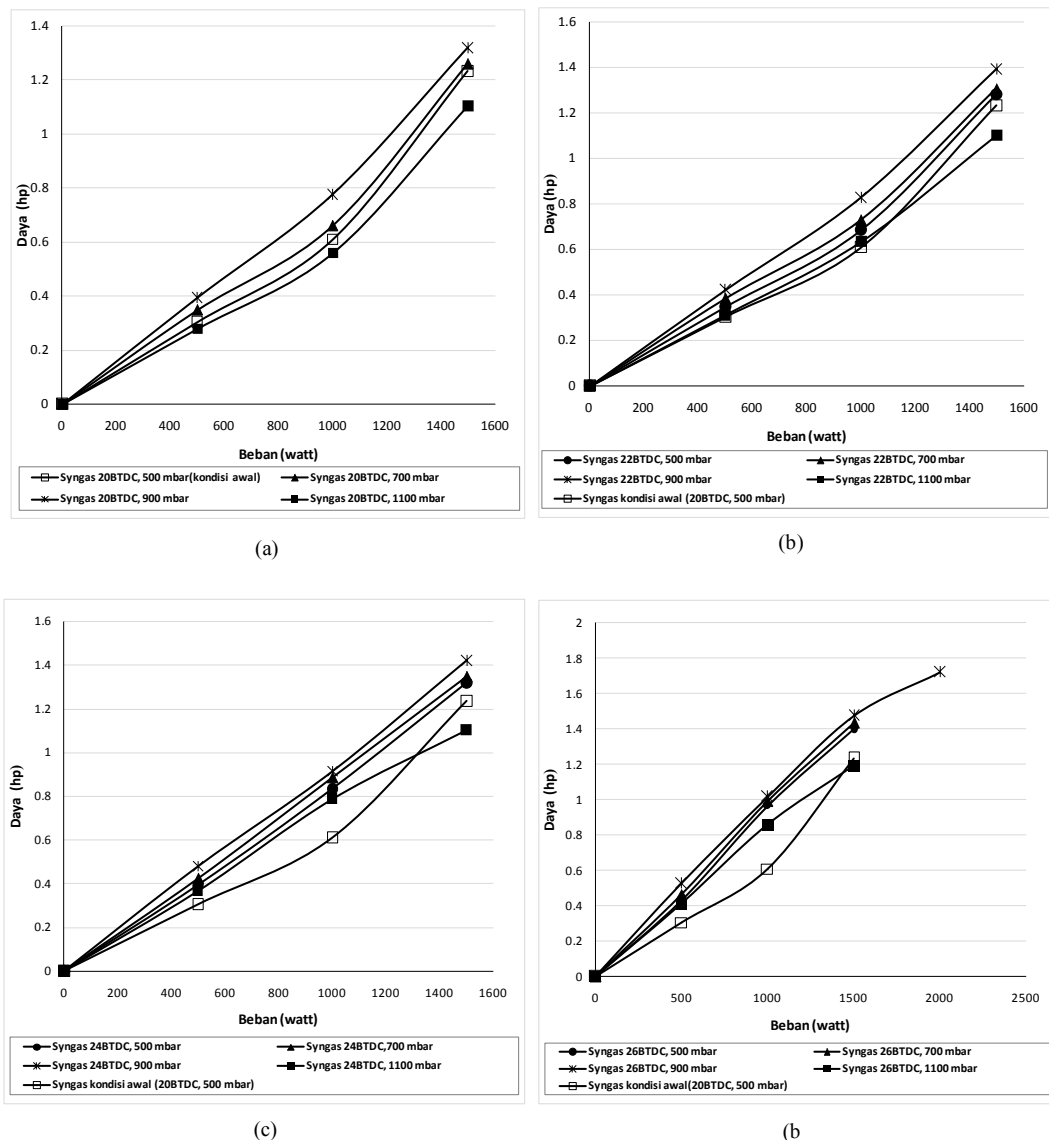 1.4
1.2
1
0.8
0.6
0.4
0.2
0
Daya (hp)
0 200 400 600 800 1000 1200 1400 1600
Beban (watt)
Syngas 20BTDC, 500 mbar(kondisi awal) Syngas 20BTDC, 700 mbar
Syngas 20BTDC, 900 mbar Syngas 20BTDC, 1100 mbar
(a)
1.6
1.4
1.2
1
0.8
0.6
0.4
0.2
0
Daya (hp)
0 200 400 600 800 1000 1200 1400 1600
Beban (watt)
Syngas 22BTDC, 500 mbar Syngas 22BTDC, 700 mbar
Syngas 22BTDC, 900 mbar Syngas 22BTDC, 1100 mbar
Syngas kondisi awal (20BTDC, 500 mbar)
(b)
1.6
1.4
1.2
1
0.8
0.6
0.4
0.2
0
Daya (hp)
0 200 400 600 800 1000 1200 1400 1600
Beban (watt)
Syngas 24BTDC, 500 mbar Syngas 24BTDC,700 mbar
Syngas 24BTDC, 900 mbar Syngas 24BTDC, 1100 mbar
Syngas kondisi awal (20BTDC, 500 mbar)
(c)
2
1.8
1.6
1.4
1.2
1
0.8
0.6
0.4
0.2
0
Daya (hp)
0 500 1000 1500 2000 2500
Beban (watt)
Syngas 26BTDC, 500 mbar Syngas 26BTDC, 700 mbar
Syngas 26BTDC, 900 mbar Syngas 26BTDC, 1100 mbar
Syngas kondisi awal(20BTDC, 500 mbar)
(b